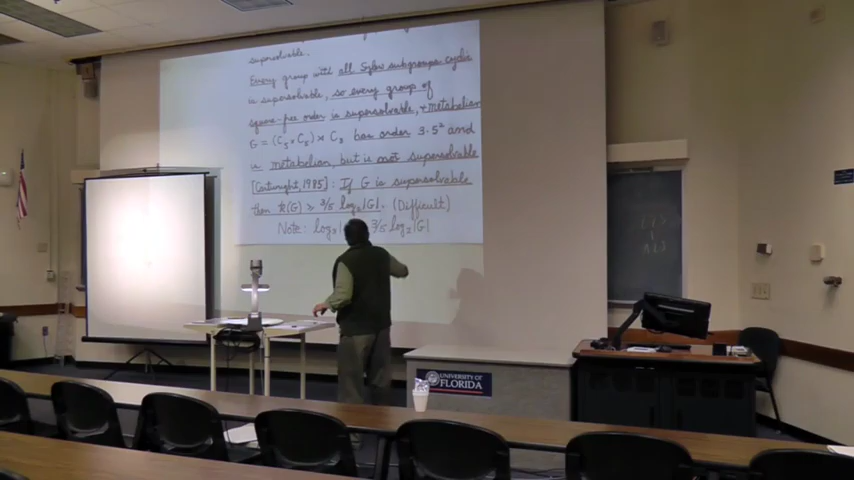 supersolvable.
Every group with all Sylow subgroups cyclic
is supersolvable, so every group of
square-free order is supersolvable, + metabelian
G = (C₅ × C₅) ⋊ C₃ has order 3·5² and
is metabelian, but is not supersolvable
[Cartwright, 1985]: If G is supersolvable
then k(G) ≥ 3/5 log₂|G|. (Difficult)
Note: log₃| 3/5 log₂|G|
UNIVERSITY OF
FLORIDA